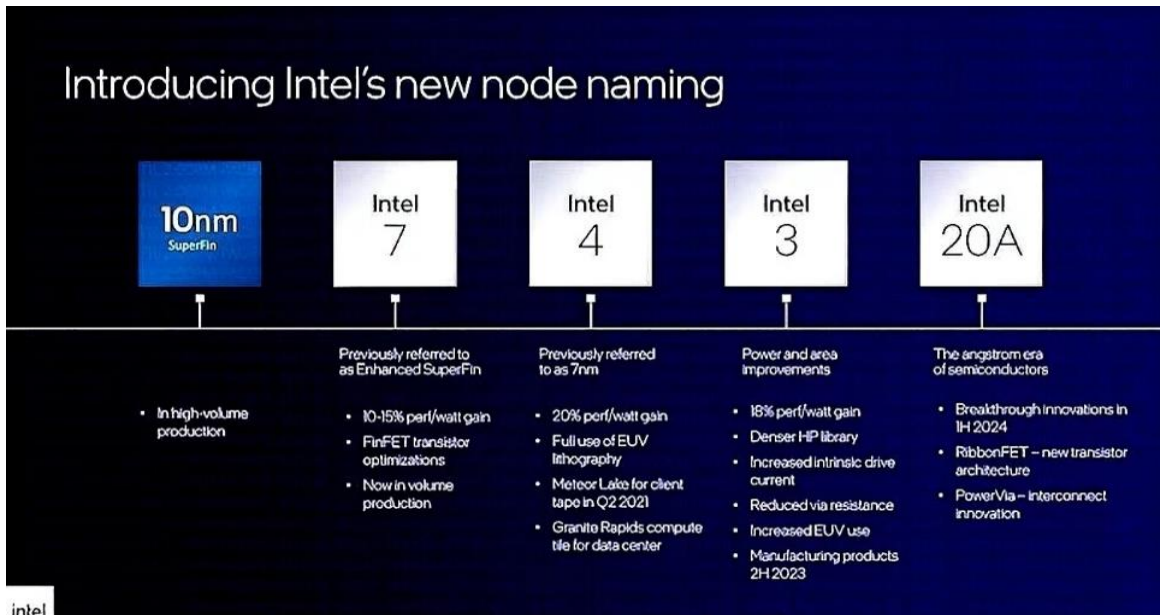 Introducing Intel's new node naming
10nm
SuperFin
In high-volume
production
Intel
7
Previously referred to
as Enhanced SuperFin
10-15% perf/watt gain
FinFET transistor
optimizations
Now in volume
production
Intel
4
Previously referred
to as 7nm
20% perf/watt gain
Full use of EUV
lithography
Meteor Lake for client
tape in Q2 2021
Granite Rapids compute
tile for data center
Intel
3
Power and area
improvements
18% perf/watt gain
Denser HP library
Increased intrinsic drive
current
Reduced via resistance
Increased EUV use
Manufacturing products
2H 2023
Intel
20A
The angstrom era
of semiconductors
Breakthrough innovations in
1H 2024
RibbonFET – new transistor
architecture
PowerVia – interconnect
innovation
intel